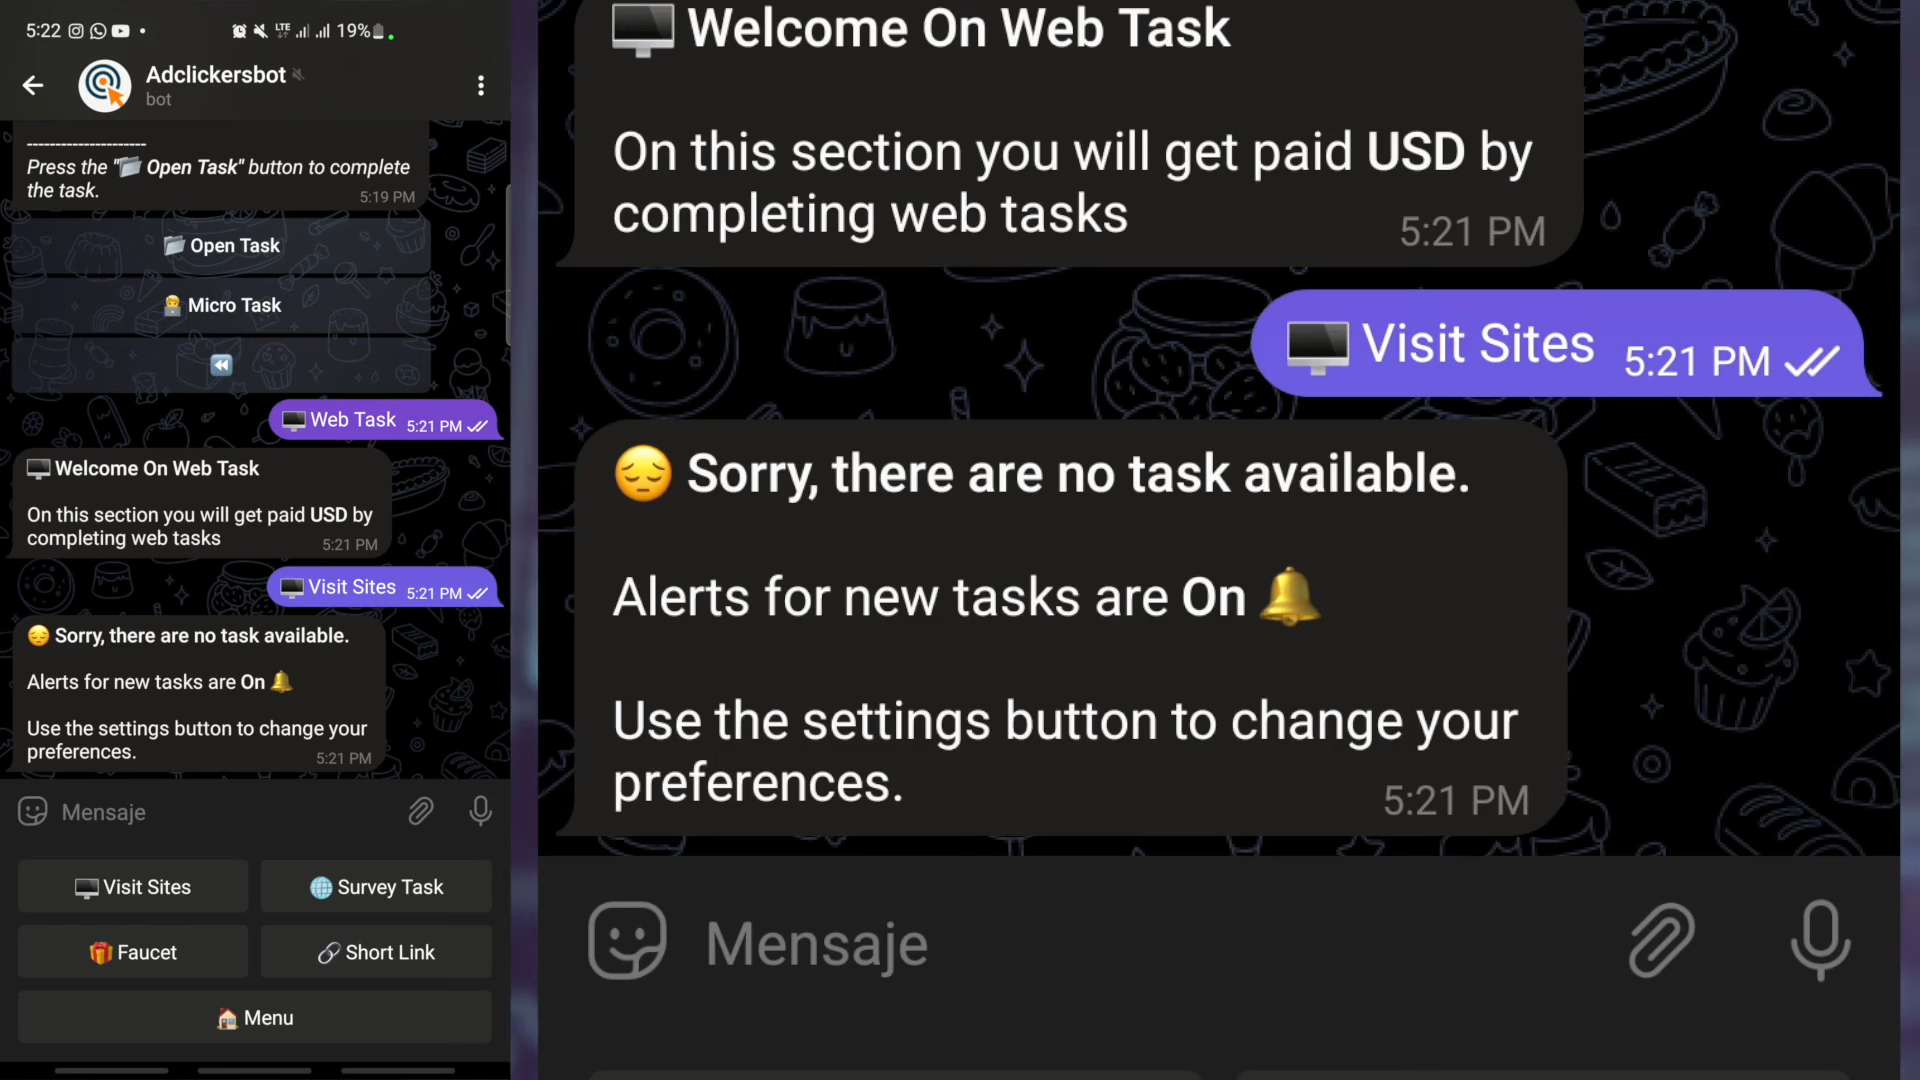 5:22
LTE
19%
Adclickersbot
bot
---------------------
Press the "📂 Open Task" button to complete
the task.
5:19 PM
📂 Open Task
👨‍💻 Micro Task
⏪
🖥 Web Task 5:21 PM
🖥 Welcome On Web Task
On this section you will get paid USD by
completing web tasks
5:21 PM
🖥 Visit Sites 5:21 PM
😔 Sorry, there are no task available.
Alerts for new tasks are On 🔔
Use the settings button to change your
preferences.
5:21 PM
Mensaje
🖥 Visit Sites
🌐 Survey Task
🎁 Faucet
🔗 Short Link
🏠 Menu
🖥 Welcome On Web Task
On this section you will get paid USD by
completing web tasks
5:21 PM
🖥 Visit Sites 5:21 PM
😔 Sorry, there are no task available.
Alerts for new tasks are On 🔔
Use the settings button to change your
preferences.
5:21 PM
Mensaje